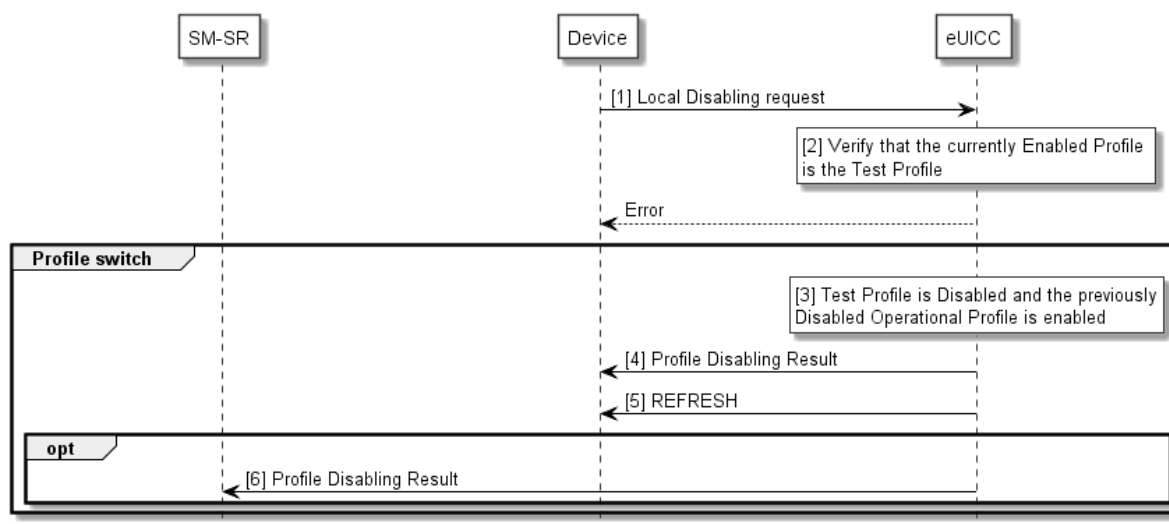 SM-SR
Device
eUICC
[1] Local Disabling request
[2] Verify that the currently Enabled Profile
is the Test Profile
Error
Profile switch
[3] Test Profile is Disabled and the previously
Disabled Operational Profile is enabled
[4] Profile Disabling Result
[5] REFRESH
opt
[6] Profile Disabling Result